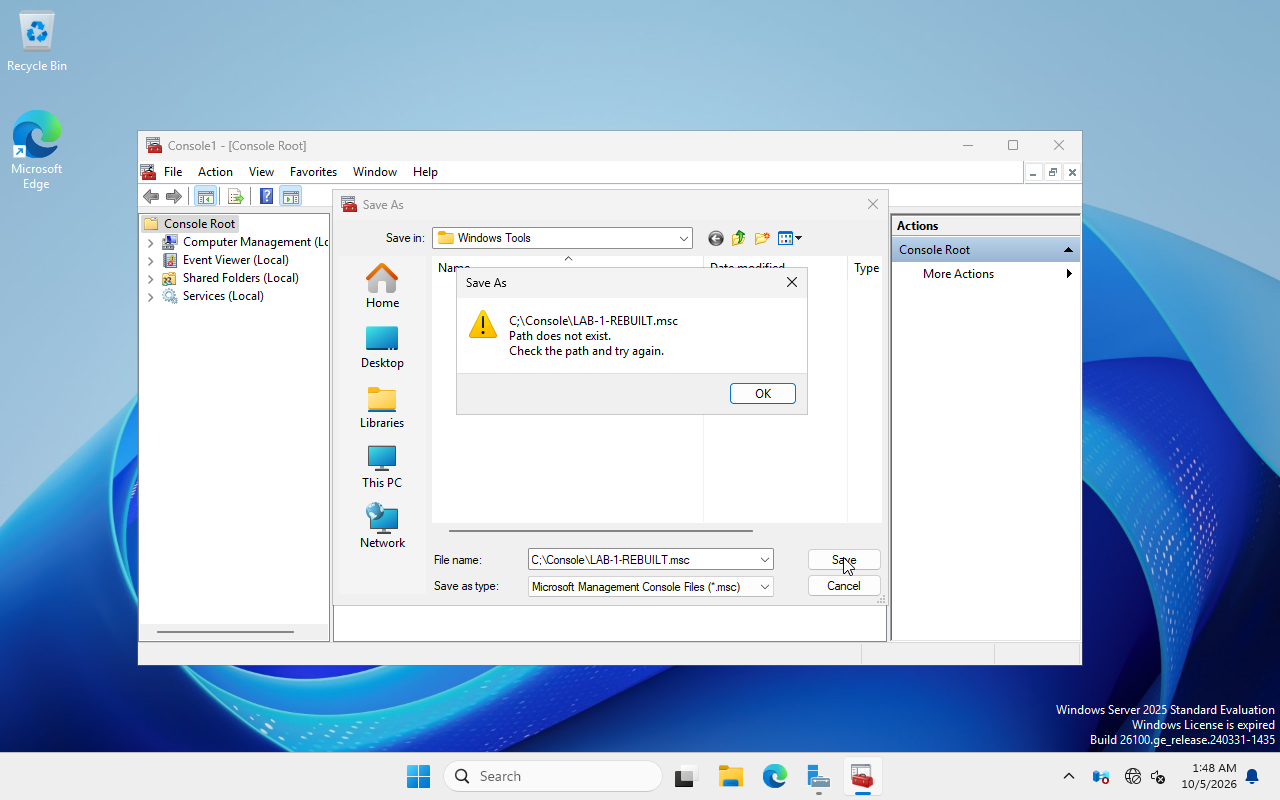 Recycle Bin
Microsoft
Edge
Console1 - [Console Root]
File Action View Favorites Window Help
Console Root
Computer Management (Lo
Event Viewer (Local)
Shared Folders (Local)
Services (Local)
Save As
Save in:
Windows Tools
Name
Date modified
Type
Home
Desktop
Libraries
This PC
Network
Save As
C;\Console\LAB-1-REBUILT.msc
Path does not exist.
Check the path and try again.
OK
File name:
C;\Console\LAB-1-REBUILT.msc
Save
Save as type:
Microsoft Management Console Files (*.msc)
Cancel
Actions
Console Root
More Actions
Windows Server 2025 Standard Evaluation
Windows License is expired
Build 26100.ge_release.240331-1435
Search
1:48 AM
10/5/2026